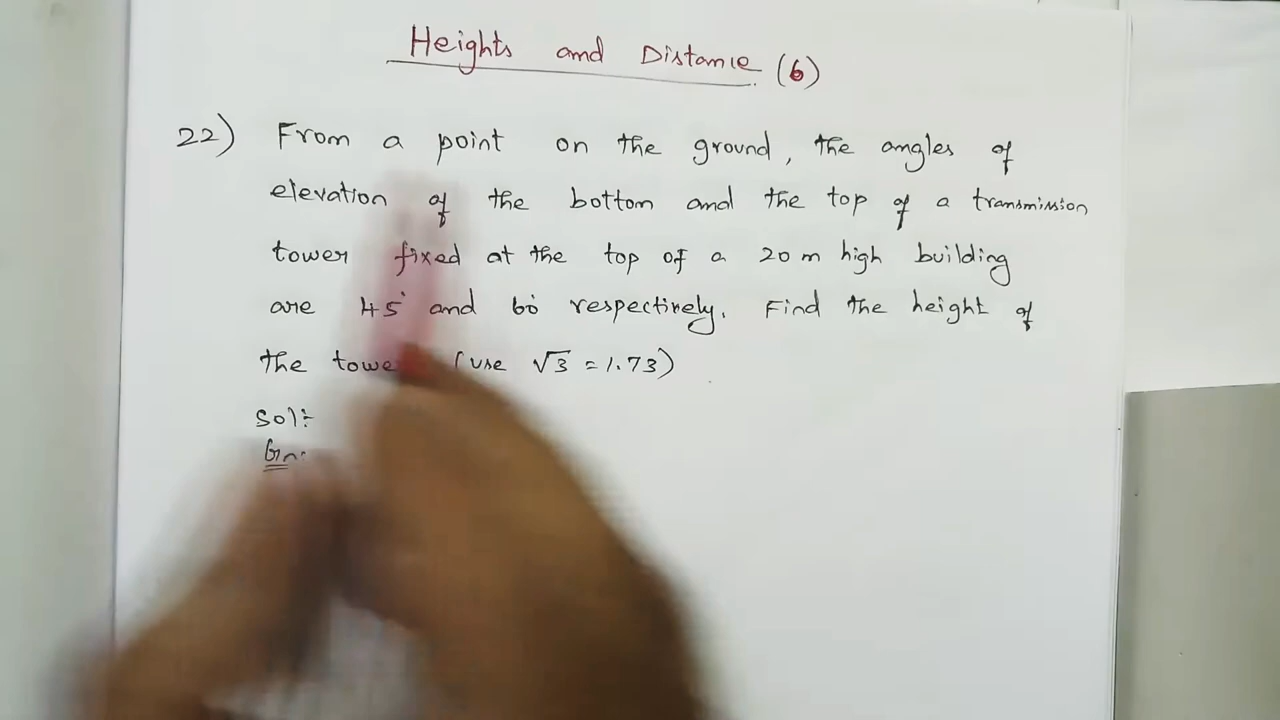 Heights and Distance (6)
22) From a point on the ground, the angles of
elevation of the bottom and the top of a transmission
tower fixed at the top of a 20 m high building
are 45° and 60° respectively. Find the height of
the (use √3 = 1.73)
Sol:
Gn: